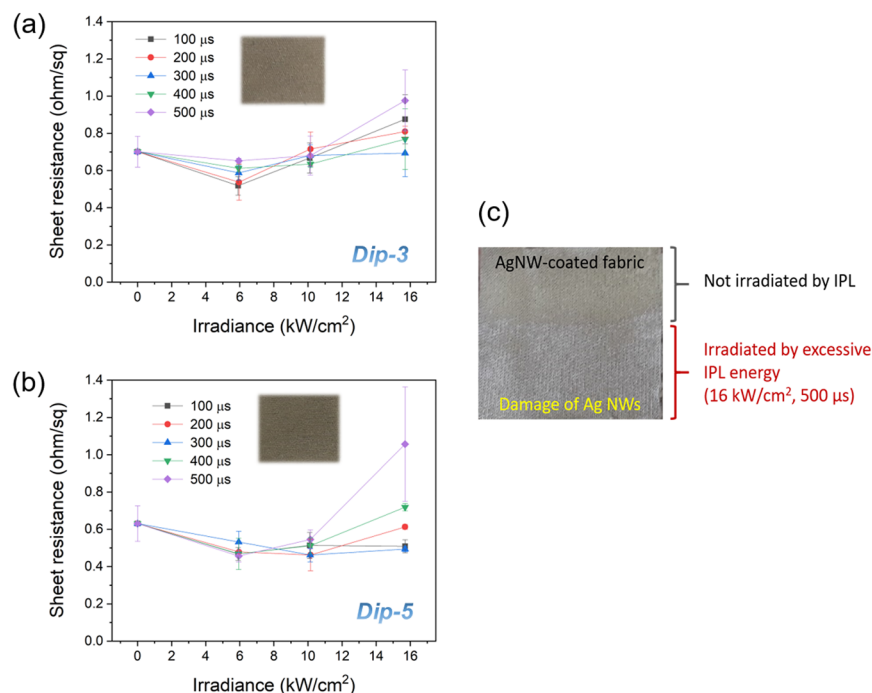 (a)
1.4
1.2
1.0
0.8
0.6
0.4
0.2
0.0
Sheet resistance (ohm/sq)
100 µs
200 µs
300 µs
400 µs
500 µs
Dip-3
0 2 4 6 8 10 12 14 16
Irradiance (kW/cm²)
(b)
1.4
1.2
1.0
0.8
0.6
0.4
0.2
0.0
Sheet resistance (ohm/sq)
100 µs
200 µs
300 µs
400 µs
500 µs
Dip-5
0 2 4 6 8 10 12 14 16
Irradiance (kW/cm²)
(c)
AgNW-coated fabric
Damage of Ag NWs
Not irradiated by IPL
Irradiated by excessive
IPL energy
(16 kW/cm², 500 µs)